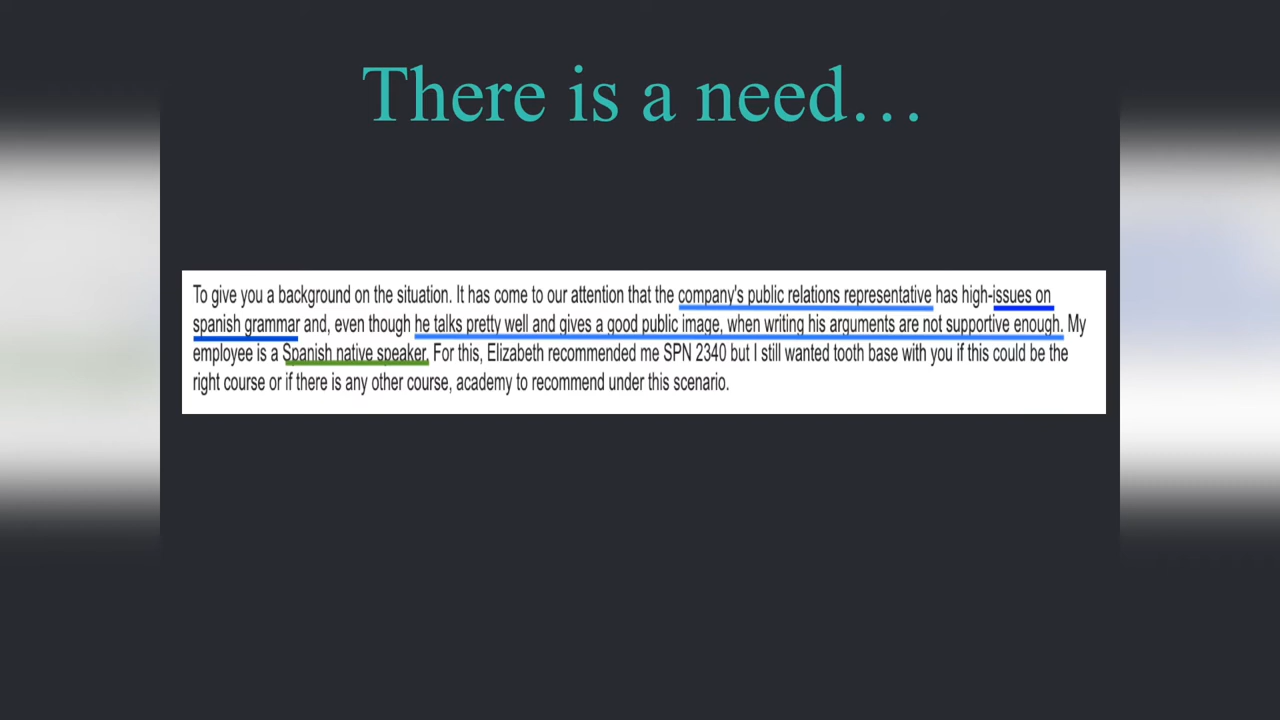 There is a need…
To give you a background on the situation. It has come to our attention that the company's public relations representative has high-issues on
spanish grammar and, even though he talks pretty well and gives a good public image, when writing his arguments are not supportive enough. My
employee is a Spanish native speaker. For this, Elizabeth recommended me SPN 2340 but I still wanted tooth base with you if this could be the
right course or if there is any other course, academy to recommend under this scenario.